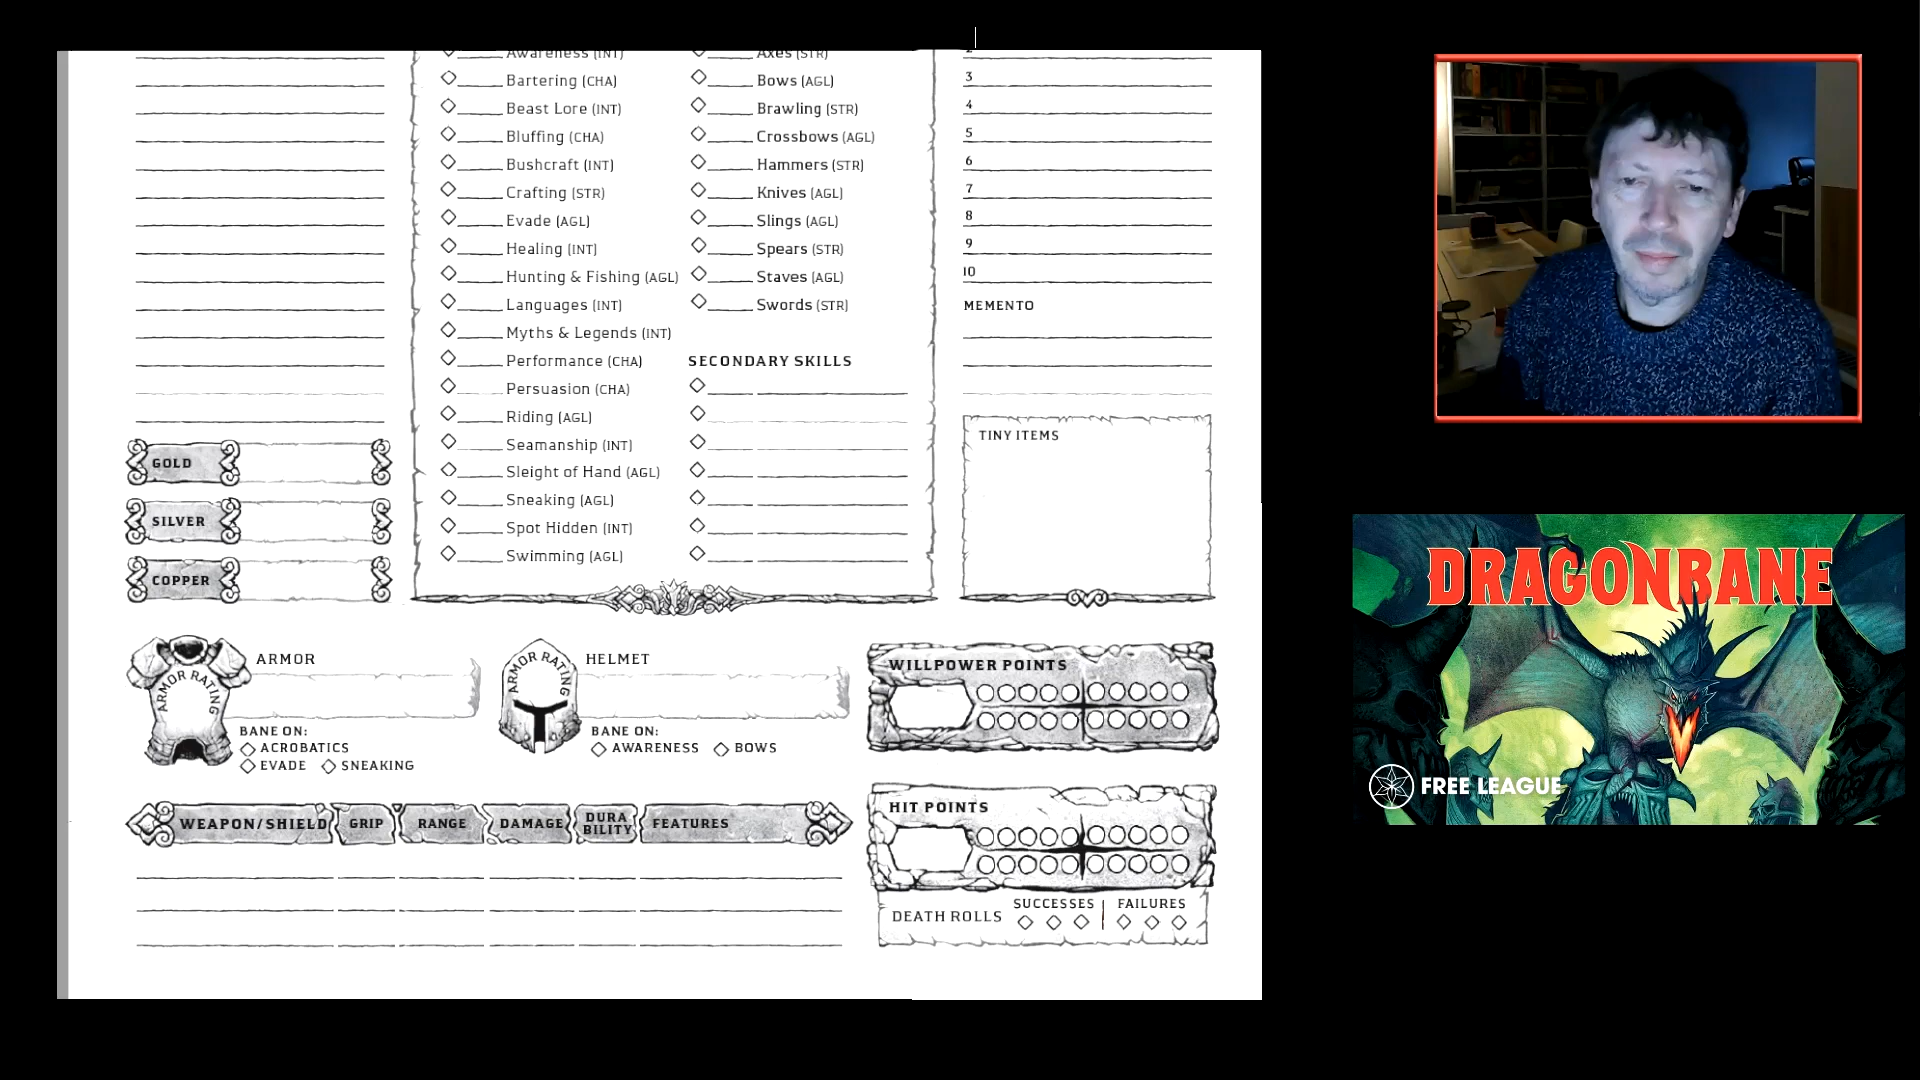 Awareness (INT)
Bartering (CHA)
Beast Lore (INT)
Bluffing (CHA)
Bushcraft (INT)
Crafting (STR)
Evade (AGL)
Healing (INT)
Hunting & Fishing (AGL)
Languages (INT)
Myths & Legends (INT)
Performance (CHA)
Persuasion (CHA)
Riding (AGL)
Seamanship (INT)
Sleight of Hand (AGL)
Sneaking (AGL)
Spot Hidden (INT)
Swimming (AGL)
Axes (STR)
Bows (AGL)
Brawling (STR)
Crossbows (AGL)
Hammers (STR)
Knives (AGL)
Slings (AGL)
Spears (STR)
Staves (AGL)
Swords (STR)
SECONDARY SKILLS
2
3
4
5
6
7
8
9
10
MEMENTO
TINY ITEMS
GOLD
SILVER
COPPER
ARMOR RATING
ARMOR
BANE ON:
ACROBATICS
EVADE SNEAKING
ARMOR RATING
HELMET
BANE ON:
AWARENESS BOWS
WILLPOWER POINTS
WEAPON/SHIELD GRIP RANGE DAMAGE DURABILITY FEATURES
HIT POINTS
DEATH ROLLS SUCCESSES FAILURES
DRAGONBANE
FREE LEAGUE